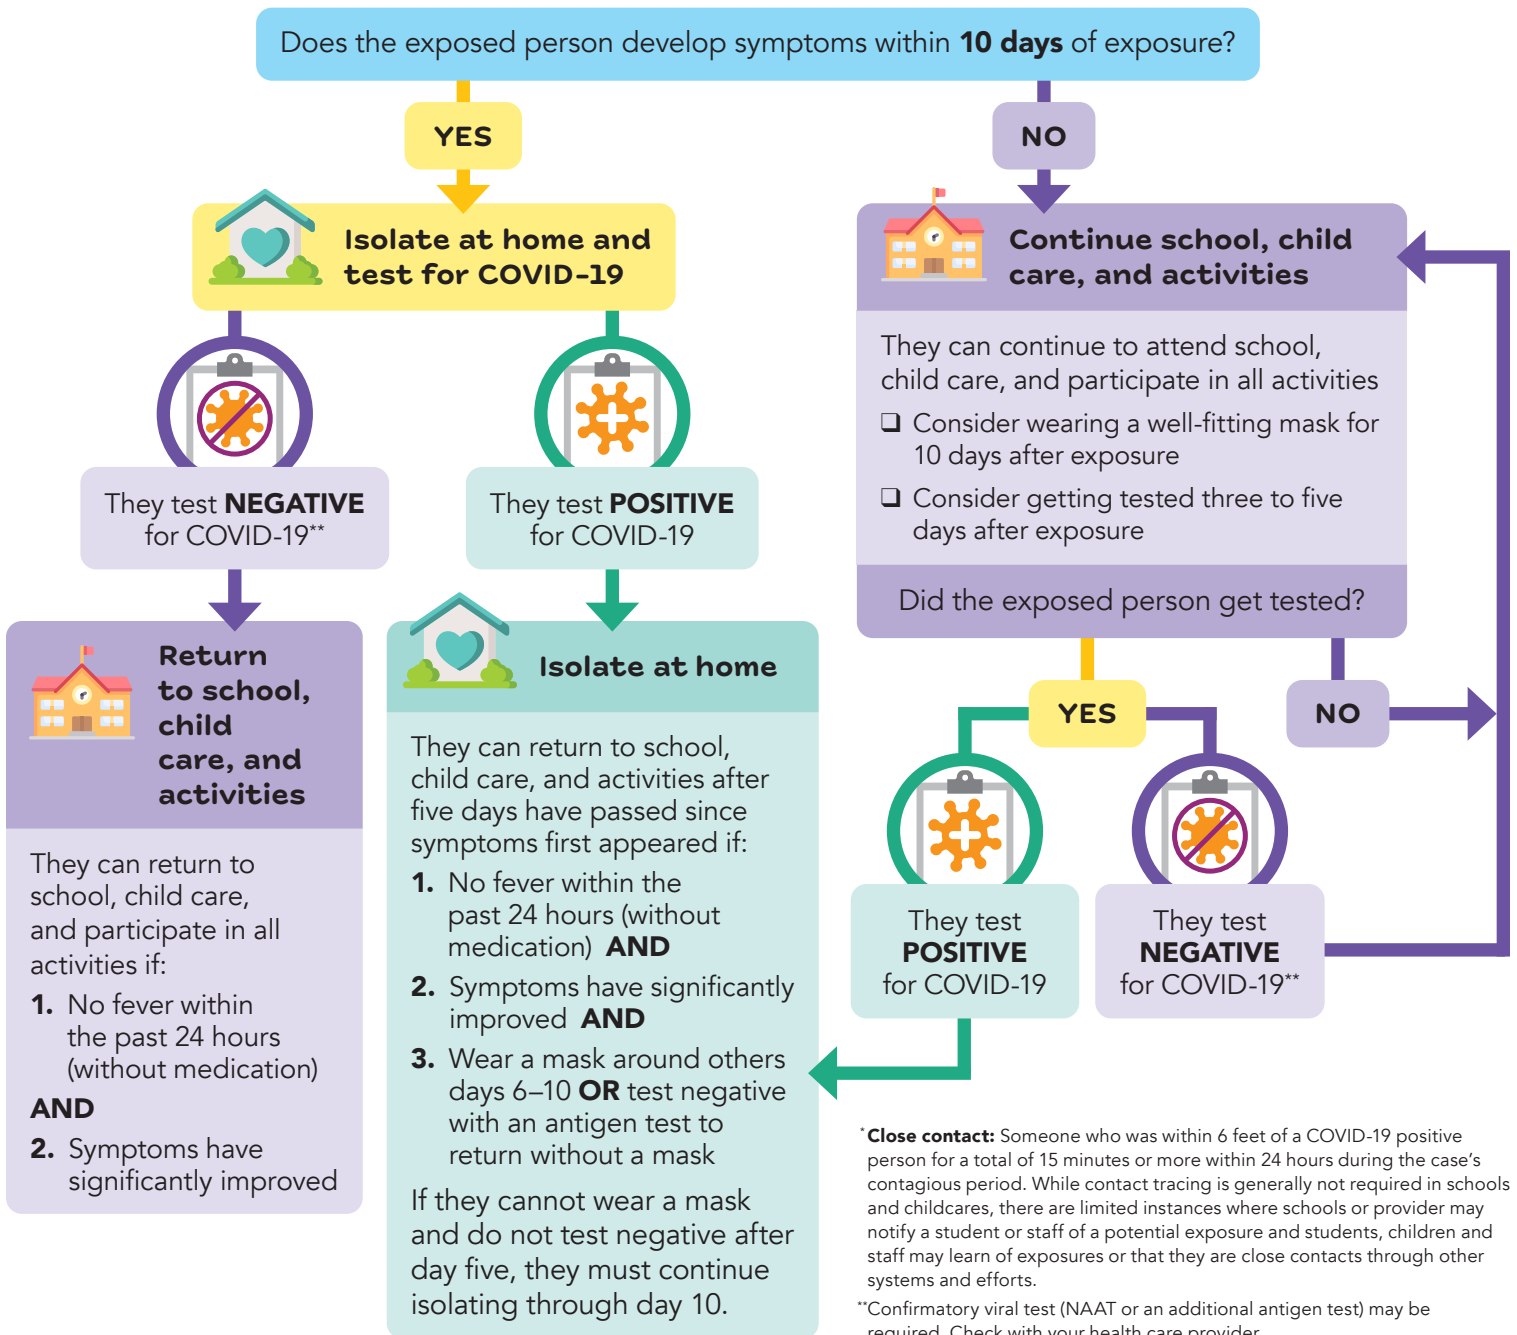 Does the exposed person develop symptoms within 10 days of exposure?
YES
NO
Isolate at home and
test for COVID-19
Continue school, child
care, and activities
They can continue to attend school,
child care, and participate in all activities
❑ Consider wearing a well-fitting mask for
10 days after exposure
❑ Consider getting tested three to five
days after exposure
Did the exposed person get tested?
They test NEGATIVE
for COVID-19**
They test POSITIVE
for COVID-19
Return
to school,
child
care, and
activities
They can return to
school, child care,
and participate in all
activities if:
1. No fever within
the past 24 hours
(without medication)
AND
2. Symptoms have
significantly improved
Isolate at home
They can return to school,
child care, and activities after
five days have passed since
symptoms first appeared if:
1. No fever within the
past 24 hours (without
medication) AND
2. Symptoms have significantly
improved AND
3. Wear a mask around others
days 6–10 OR test negative
with an antigen test to
return without a mask
If they cannot wear a mask
and do not test negative after
day five, they must continue
isolating through day 10.
YES
NO
They test
POSITIVE
for COVID-19
They test
NEGATIVE
for COVID-19**
*Close contact: Someone who was within 6 feet of a COVID-19 positive
person for a total of 15 minutes or more within 24 hours during the case's
contagious period. While contact tracing is generally not required in schools
and childcares, there are limited instances where schools or provider may
notify a student or staff of a potential exposure and students, children and
staff may learn of exposures or that they are close contacts through other
systems and efforts.
**Confirmatory viral test (NAAT or an additional antigen test) may be
required. Check with your health care provider